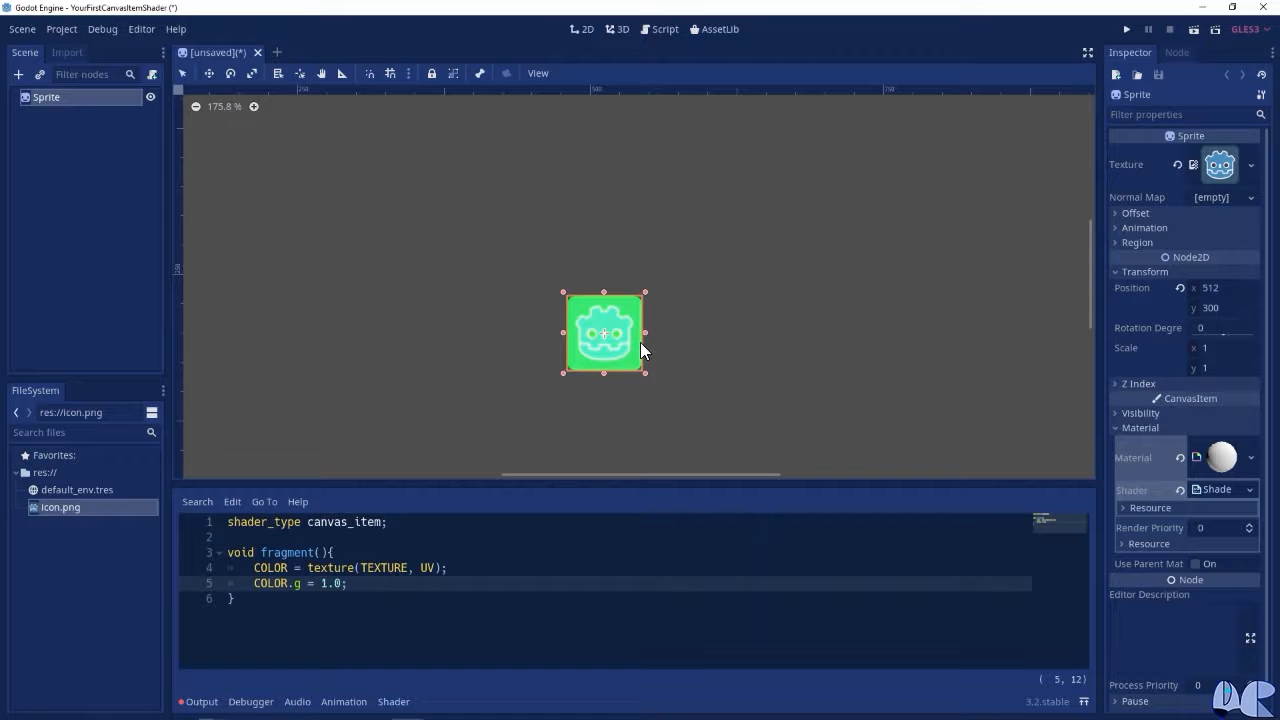 Godot Engine - YourFirstCanvasItemShader (*)
Scene Project Debug Editor Help
2D 3D Script AssetLib
GLES3
Scene Import
[unsaved](*)
Inspector Node
Filter nodes
View
Sprite
Sprite
175.8 %
250
500
750
250
Filter properties
Sprite
Texture
Normal Map [empty]
Offset
Animation
Region
Node2D
Transform
Position x 512
y 300
Rotation Degre 0
Scale x 1
y 1
Z Index
CanvasItem
Visibility
Material
Material
Shader Shade
Resource
Render Priority 0
Resource
Use Parent Mat On
Node
Editor Description
Process Priority 0
Pause
FileSystem
res://icon.png
Search files
Favorites:
res://
default_env.tres
icon.png
Search Edit Go To Help
1 shader_type canvas_item;
2
3 void fragment(){
4 COLOR = texture(TEXTURE, UV);
5 COLOR.g = 1.0;
6 }
( 5, 12)
Output Debugger Audio Animation Shader
3.2.stable